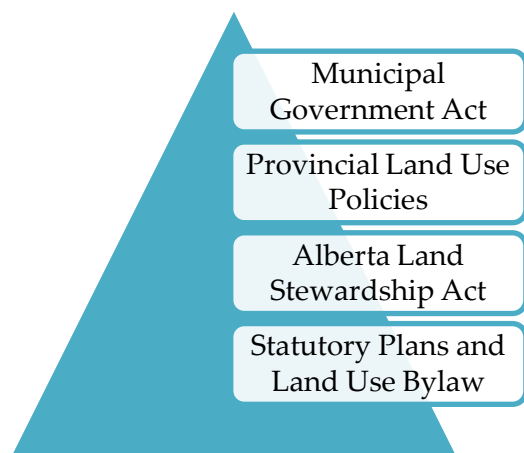 Municipal
Government Act
Provincial Land Use
Policies
Alberta Land
Stewardship Act
Statutory Plans and
Land Use Bylaw